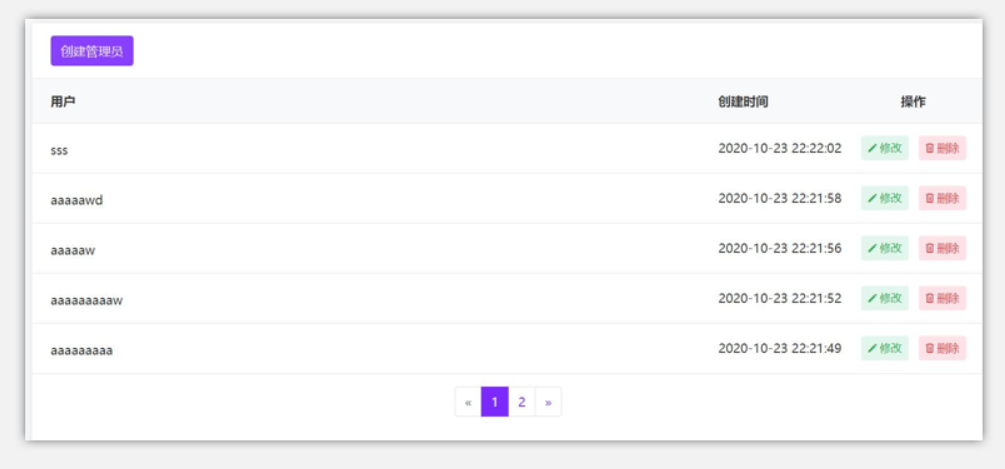 创建管理员
用户 创建时间 操作
sss 2020-10-23 22:22:02 修改 删除
aaaaawd 2020-10-23 22:21:58 修改 删除
aaaaaw 2020-10-23 22:21:56 修改 删除
aaaaaaaaaw 2020-10-23 22:21:52 修改 删除
aaaaaaaaa 2020-10-23 22:21:49 修改 删除
« 1 2 »